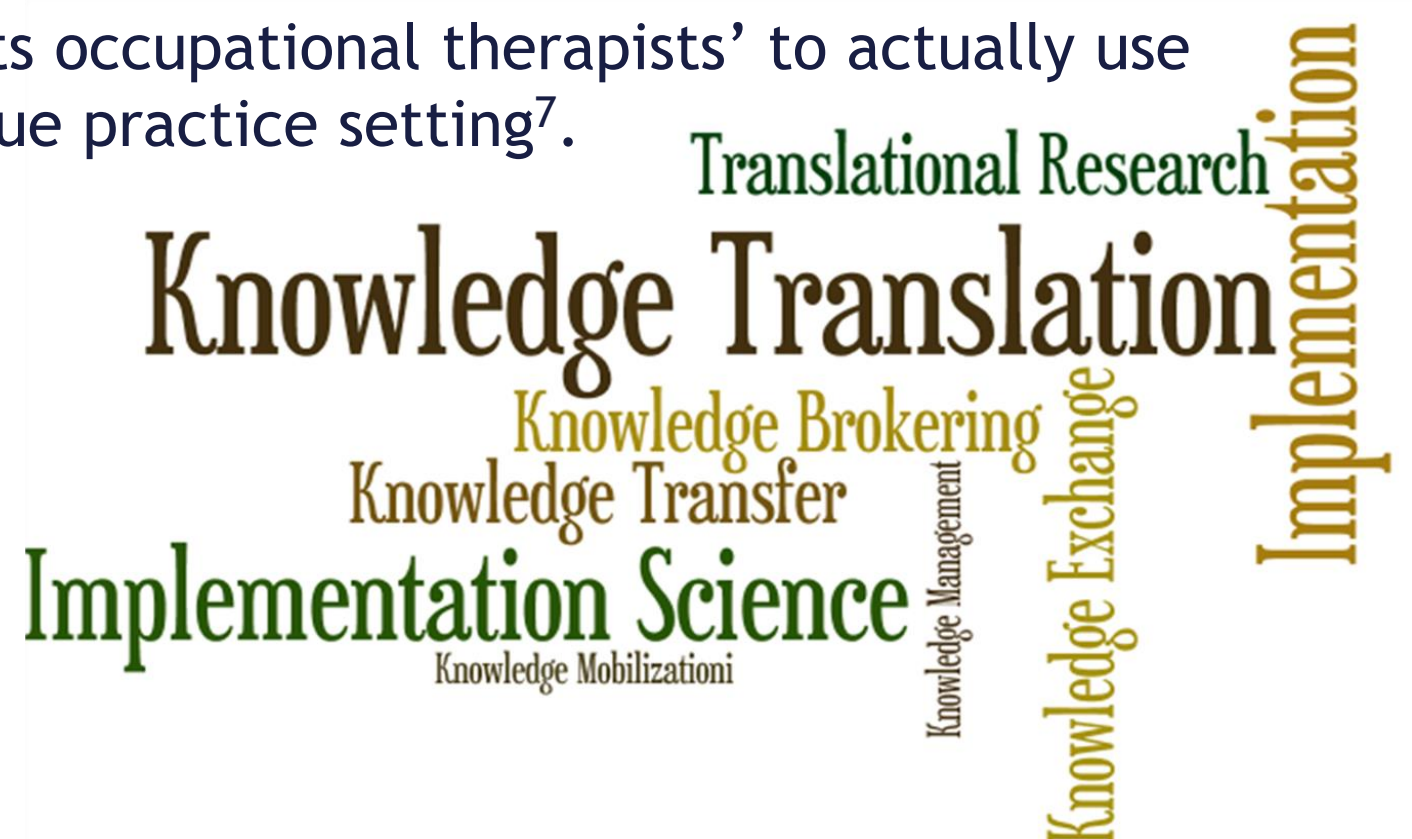 ts occupational therapists’ to actually use
ue practice setting⁷.
Translational Research
Implementation
Knowledge Translation
Knowledge Brokering
Knowledge Exchange
Knowledge Transfer
Knowledge Management
Implementation Science
Knowledge Mobilizationi